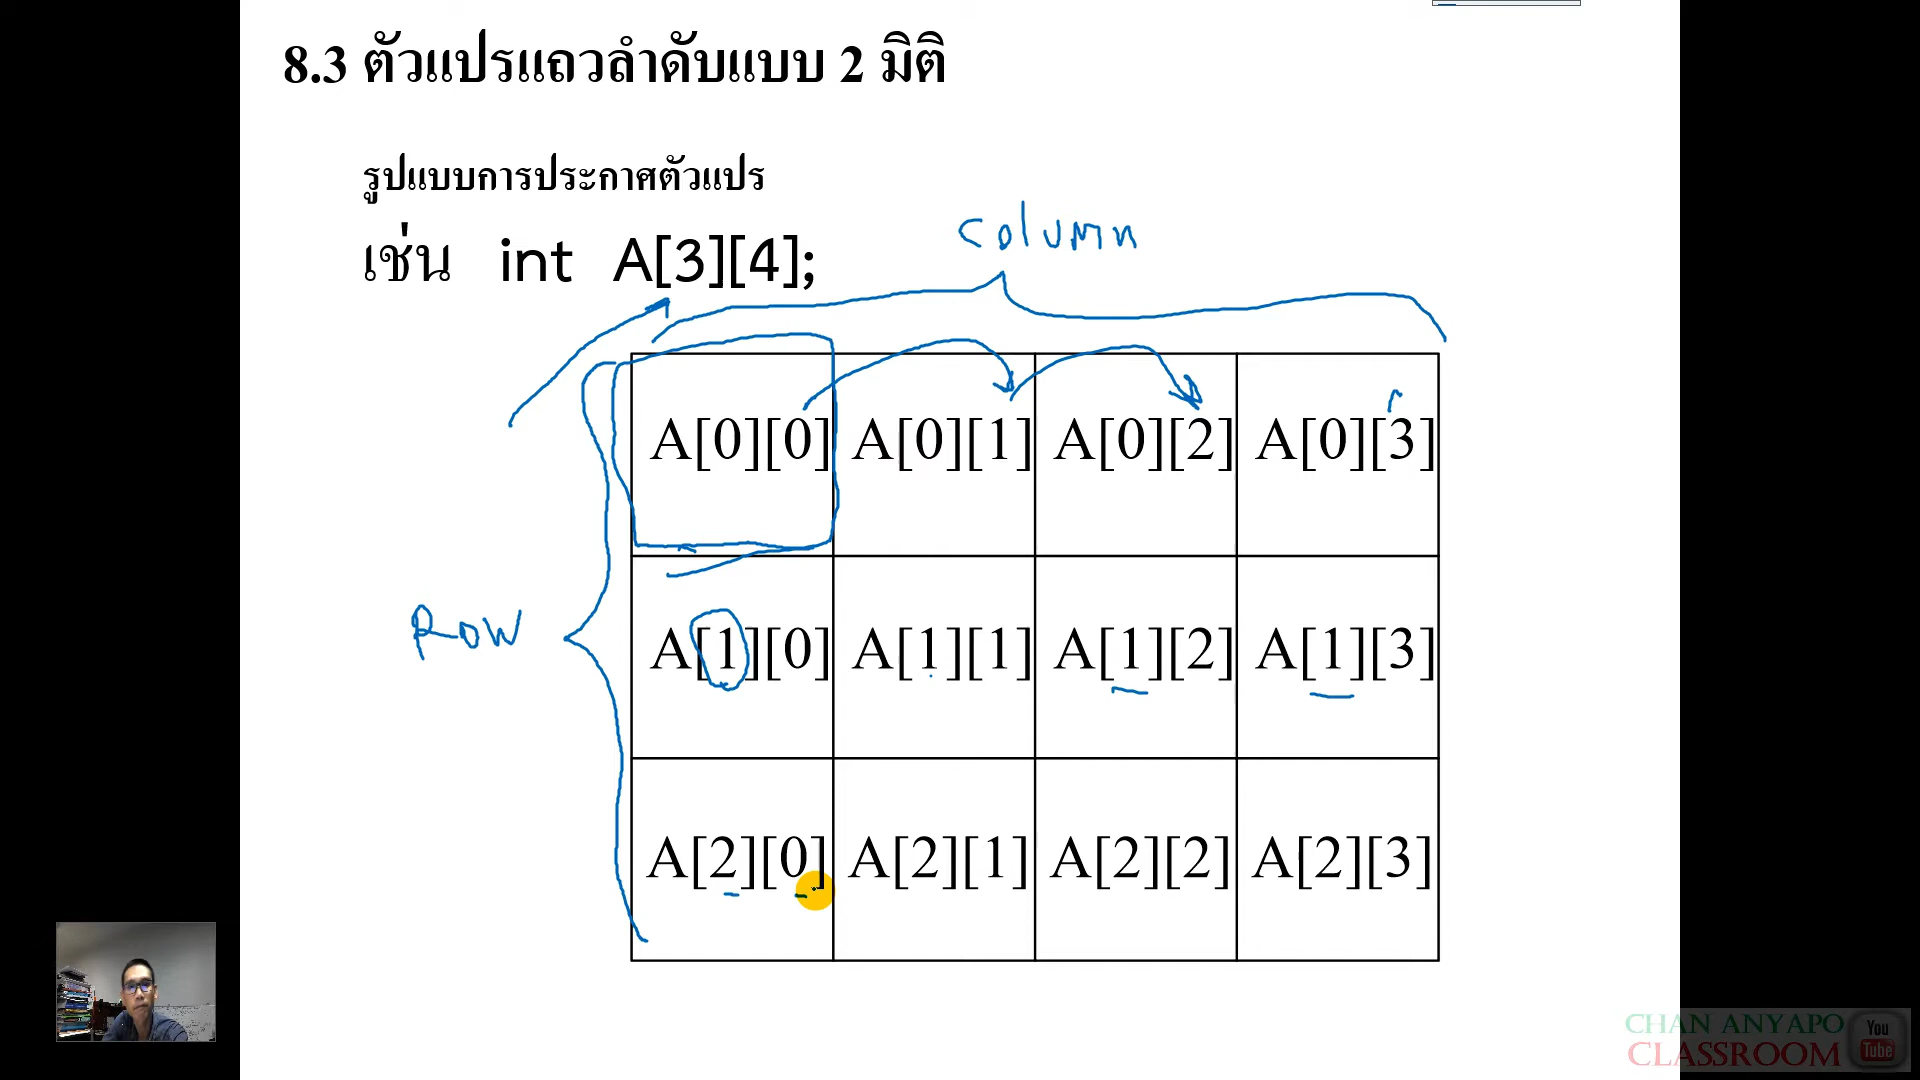 8.3 ตัวแปรแถวลำดับแบบ 2 มิติ
รูปแบบการประกาศตัวแปร
เช่น int A[3][4];
column
A[0][0] A[0][1] A[0][2] A[0][3]
Row
A[1][0] A[1][1] A[1][2] A[1][3]
A[2][0] A[2][1] A[2][2] A[2][3]
CHAN ANYAPO
CLASSROOM
You
Tube